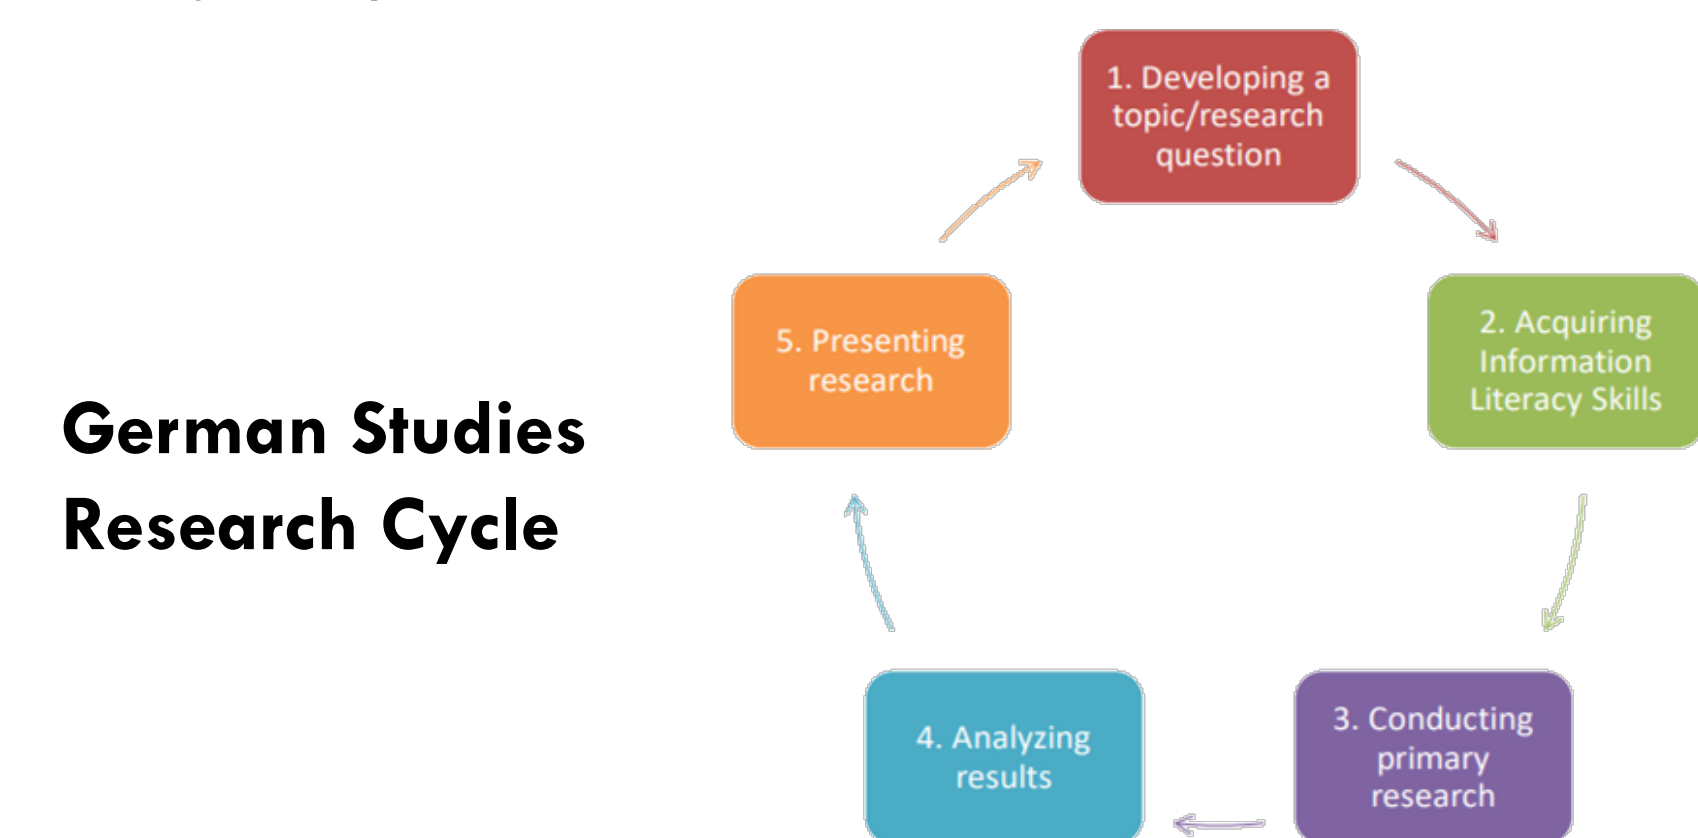 German Studies
Research Cycle
1. Developing a
topic/research
question
2. Acquiring
Information
Literacy Skills
3. Conducting
primary
research
4. Analyzing
results
5. Presenting
research